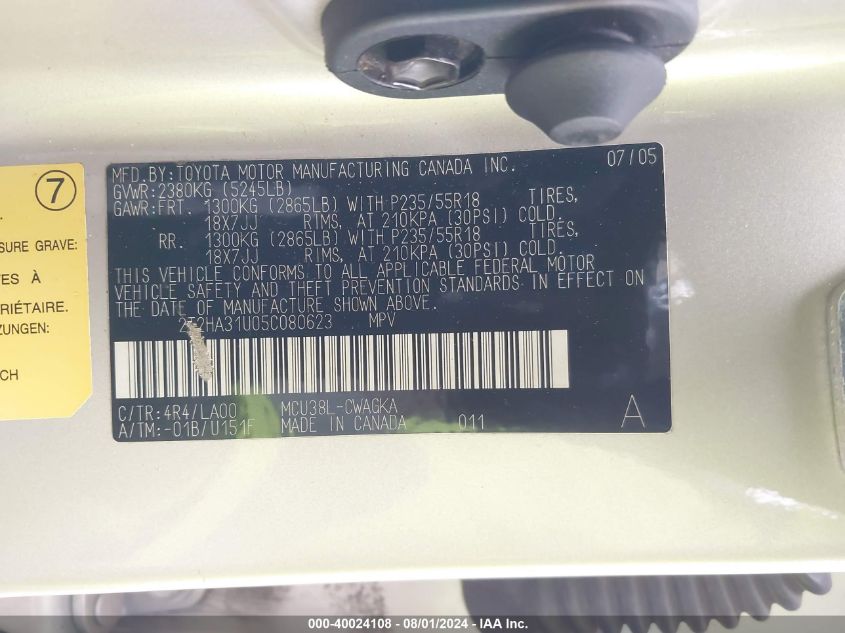 7
SURE GRAVE:
ES À
PRIÉTAIRE.
ZUNGEN:
CH
MFD.BY:TOYOTA MOTOR MANUFACTURING CANADA INC. 07/05
GVWR:2380KG (5245LB)
GAWR:FRT. 1300KG (2865LB) WITH P235/55R18 TIRES,
18X7JJ RIMS, AT 210KPA (30PSI) COLD.
RR. 1300KG (2865LB) WITH P235/55R18 TIRES,
18X7JJ RIMS, AT 210KPA (30PSI) COLD.
THIS VEHICLE CONFORMS TO ALL APPLICABLE FEDERAL MOTOR
VEHICLE SAFETY AND THEFT PREVENTION STANDARDS IN EFFECT ON
THE DATE OF MANUFACTURE SHOWN ABOVE.
2T2HA31U05C080623 MPV
C/TR:4R4/LA00 MCU38L-CWAGKA
A/TM:-01B/U151F MADE IN CANADA 011 A
000-40024108 - 08/01/2024 - IAA Inc.